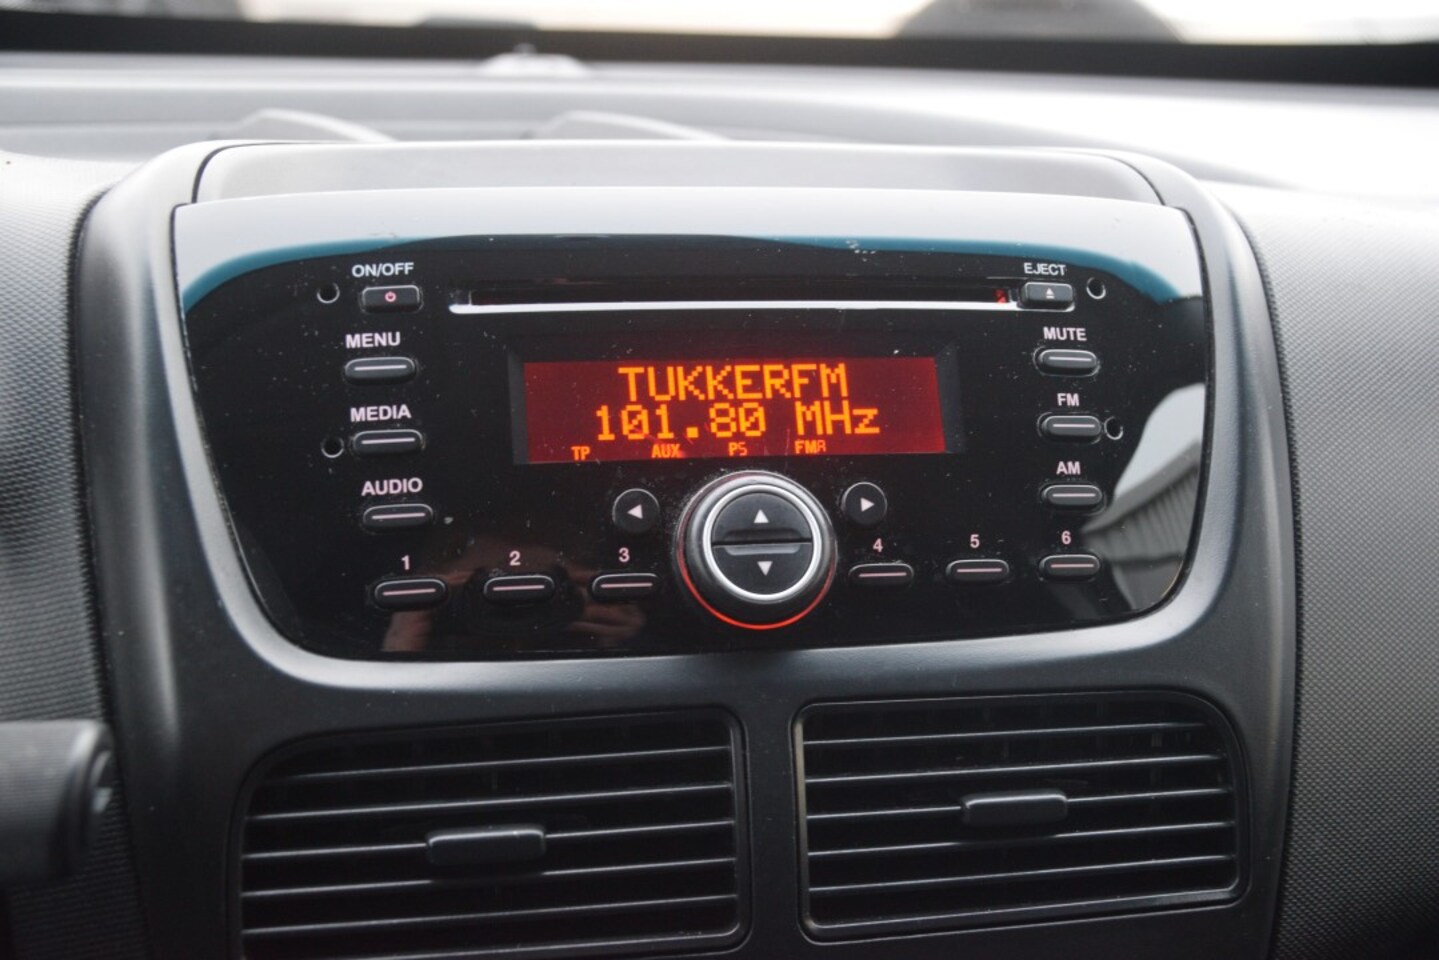 ON/OFF
EJECT
MENU
MUTE
TUKKERFM
MEDIA
FM
101.80 MHz
TP AUX PS FMA
AUDIO
AM
1 2 3 4 5 6